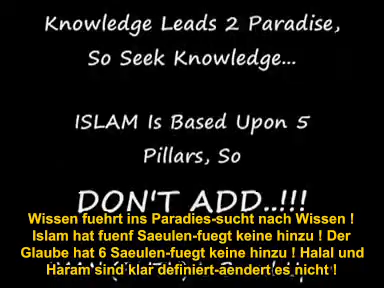 Knowledge Leads 2 Paradise,
So Seek Knowledge...
ISLAM Is Based Upon 5
Pillars, So
DON'T ADD..!!!
Wissen fuehrt ins Paradies-sucht nach Wissen !
Islam hat fuenf Saeulen-fuegt keine hinzu ! Der
Glaube hat 6 Saeulen-fuegt keine hinzu ! Halal und
Haram sind klar definiert-aendert es nicht !